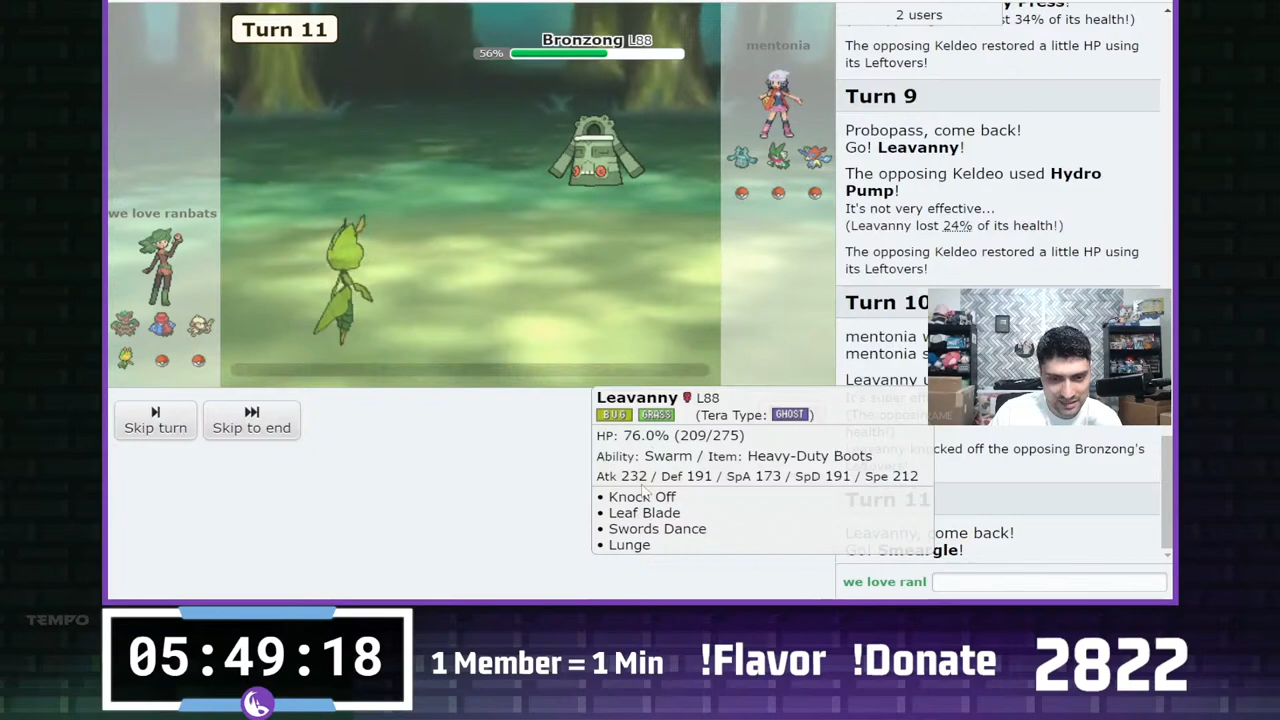 Turn 11
Bronzong L88
56%
mentonia
we love ranbats
Skip turn
Skip to end
Leavanny L88
BUG GRASS (Tera Type: GHOST)
HP: 76.0% (209/275)
Ability: Swarm / Item: Heavy-Duty Boots
Atk 232 / Def 191 / SpA 173 / SpD 191 / Spe 212
• Knock Off
• Leaf Blade
• Swords Dance
• Lunge
2 users
st 34% of its health!)
The opposing Keldeo restored a little HP using
its Leftovers!
Turn 9
Probopass, come back!
Go! Leavanny!
The opposing Keldeo used Hydro
Pump!
It's not very effective...
(Leavanny lost 24% of its health!)
The opposing Keldeo restored a little HP using
its Leftovers!
Turn 10
mentonia
mentonia
knocked off the opposing Bronzong's
Turn 11
Leavanny, come back!
Go! Smeargle!
we love ranl
TEMPO
05:49:18
1 Member = 1 Min
!Flavor !Donate
2822